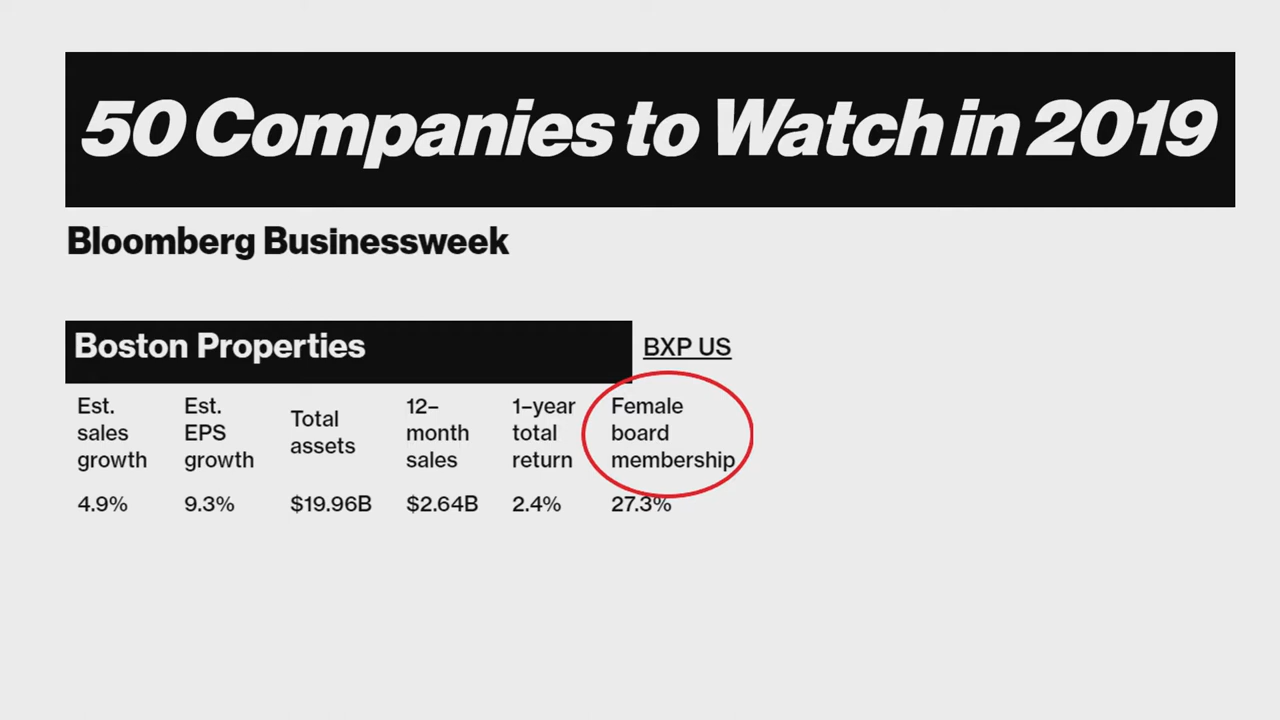 50 Companies to Watch in 2019
Bloomberg Businessweek
Boston Properties BXP US
Est. sales growth
Est. EPS growth
Total assets
12–month sales
1–year total return
Female board membership
4.9% 9.3% $19.96B $2.64B 2.4% 27.3%